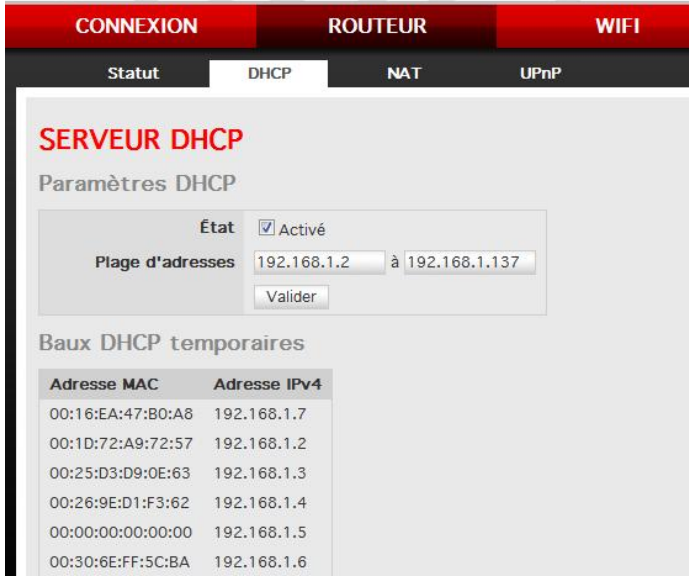 CONNEXION ROUTEUR WIFI
Statut DHCP NAT UPnP
SERVEUR DHCP
Paramètres DHCP
État Activé
Plage d'adresses 192.168.1.2 à 192.168.1.137
Valider
Baux DHCP temporaires
Adresse MAC Adresse IPv4
00:16:EA:47:B0:A8 192.168.1.7
00:1D:72:A9:72:57 192.168.1.2
00:25:D3:D9:0E:63 192.168.1.3
00:26:9E:D1:F3:62 192.168.1.4
00:00:00:00:00:00 192.168.1.5
00:30:6E:FF:5C:BA 192.168.1.6